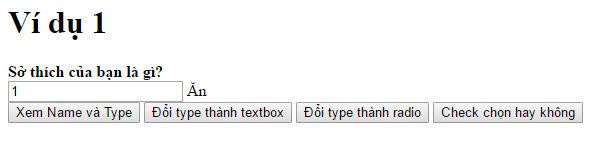 Ví dụ 1
Sở thích của bạn là gì?
1 Ăn
Xem Name và Type Đổi type thành textbox Đổi type thành radio Check chọn hay không